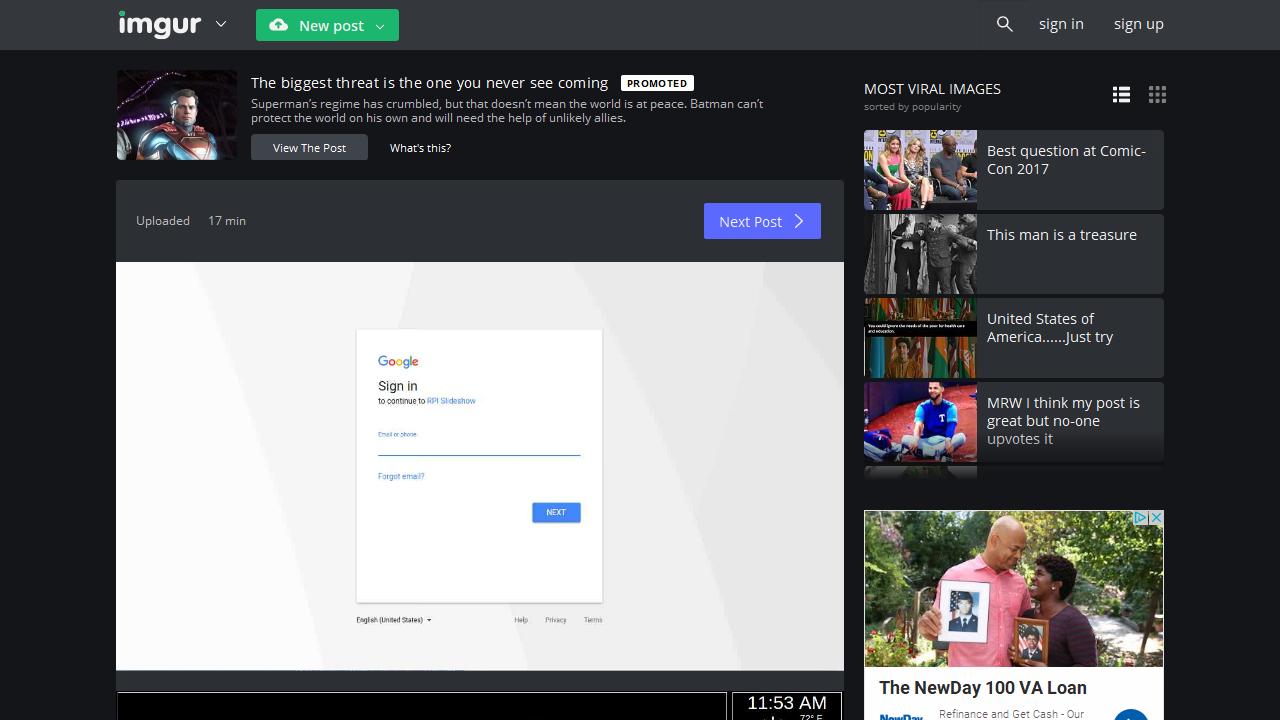 imgur
New post
sign in
sign up
The biggest threat is the one you never see coming PROMOTED
Superman's regime has crumbled, but that doesn't mean the world is at peace. Batman can't
protect the world on his own and will need the help of unlikely allies.
View The Post
What's this?
Uploaded 17 min
Next Post
Google
Sign in
to continue to RPI Slideshow
Email or phone
Forgot email?
NEXT
English (United States)
Help
Privacy
Terms
11:53 AM
72° F
MOST VIRAL IMAGES
sorted by popularity
Best question at Comic-
Con 2017
This man is a treasure
United States of
America......Just try
You could ignore the needs of the poor for health care
and education.
MRW I think my post is
great but no-one
upvotes it
The NewDay 100 VA Loan
NewDay
Refinance and Get Cash - Our